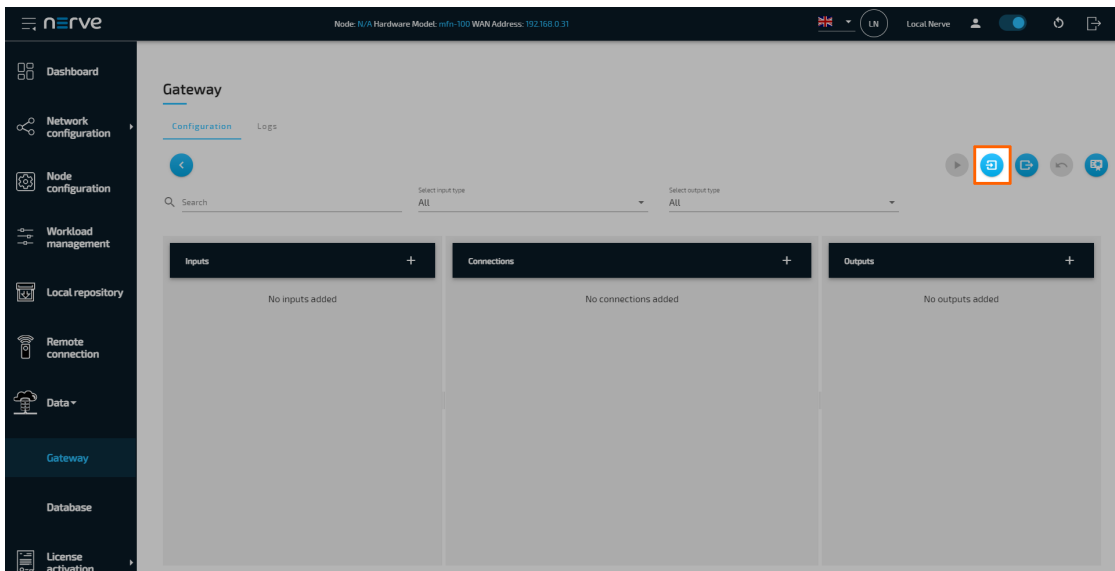 nerve
Node: N/A Hardware Model: mfn-100 WAN Address: 192.168.0.31
LN
Local Nerve
Dashboard
Network
configuration
Node
configuration
Workload
management
Local repository
Remote
connection
Data
Gateway
Database
License
activation
Gateway
Configuration
Logs
Search
Select input type
All
Select output type
All
Inputs +
Connections +
Outputs +
No inputs added
No connections added
No outputs added